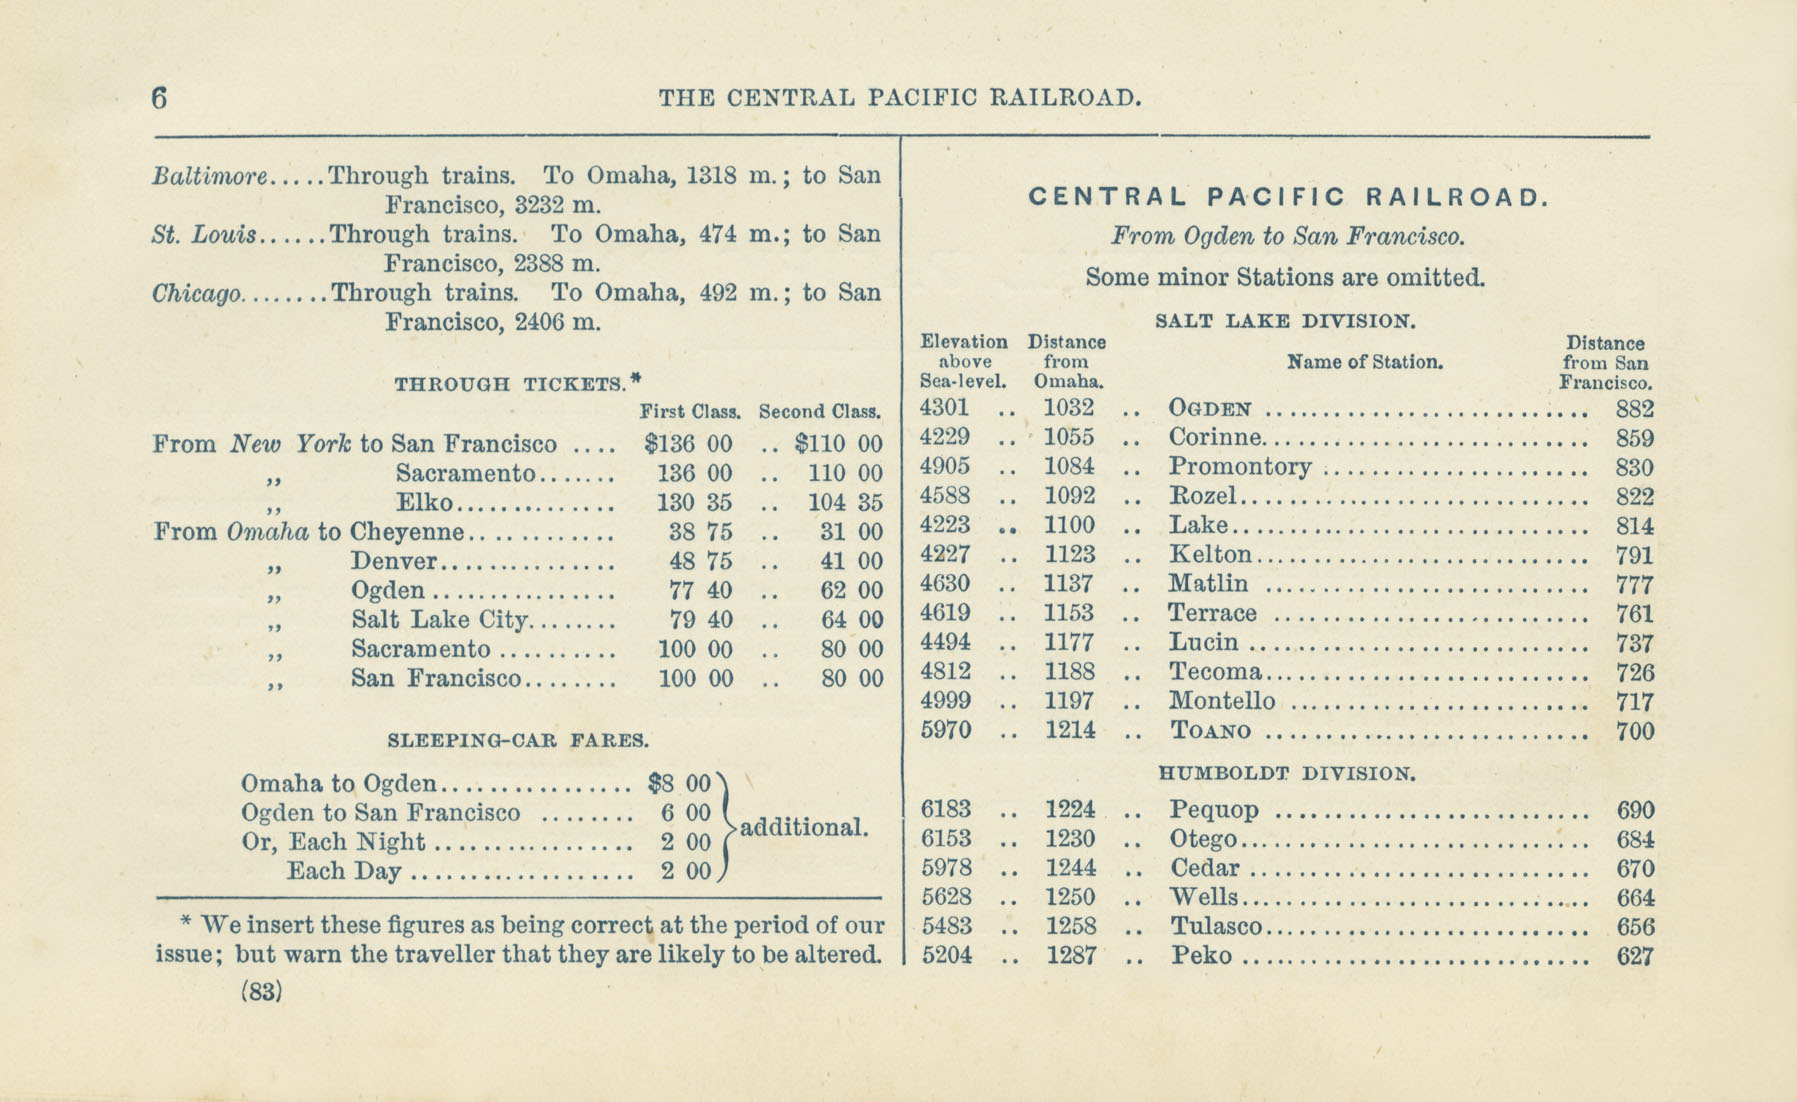 6
THE CENTRAL PACIFIC RAILROAD.
Baltimore.....Through trains. To Omaha, 1318 m.; to San
Francisco, 3232 m.
St. Louis......Through trains. To Omaha, 474 m.; to San
Francisco, 2388 m.
Chicago........Through trains. To Omaha, 492 m.; to San
Francisco, 2406 m.
THROUGH TICKETS.*
First Class. Second Class.
From New York to San Francisco .... $136 00 .. $110 00
,, Sacramento....... 136 00 .. 110 00
,, Elko.............. 130 35 .. 104 35
From Omaha to Cheyenne............ 38 75 .. 31 00
,, Denver............... 48 75 .. 41 00
,, Ogden ................ 77 40 .. 62 00
,, Salt Lake City........ 79 40 .. 64 00
,, Sacramento .......... 100 00 .. 80 00
,, San Francisco........ 100 00 .. 80 00
SLEEPING-CAR FARES.
Omaha to Ogden................ $8 00
Ogden to San Francisco ........ 6 00
additional.
Or, Each Night ................. 2 00
Each Day ................... 2 00
* We insert these figures as being correct at the period of our
issue; but warn the traveller that they are likely to be altered.
(83)
CENTRAL PACIFIC RAILROAD.
From Ogden to San Francisco.
Some minor Stations are omitted.
SALT LAKE DIVISION.
Elevation above Sea-level. Distance from Omaha. Name of Station. Distance from San Francisco.
4301 .. 1032 .. OGDEN ............................ 882
4229 .. 1055 .. Corinne............................ 859
4905 .. 1084 .. Promontory ....................... 830
4588 .. 1092 .. Rozel.............................. 822
4223 .. 1100 .. Lake............................... 814
4227 .. 1123 .. Kelton............................. 791
4630 .. 1137 .. Matlin ............................ 777
4619 .. 1153 .. Terrace ........................... 761
4494 .. 1177 .. Lucin ............................. 737
4812 .. 1188 .. Tecoma............................ 726
4999 .. 1197 .. Montello .......................... 717
5970 .. 1214 .. TOANO ............................ 700
HUMBOLDT DIVISION.
6183 .. 1224 .. Pequop ........................... 690
6153 .. 1230 .. Otego.............................. 684
5978 .. 1244 .. Cedar ............................. 670
5628 .. 1250 .. Wells.............................. 664
5483 .. 1258 .. Tulasco............................ 656
5204 .. 1287 .. Peko .............................. 627